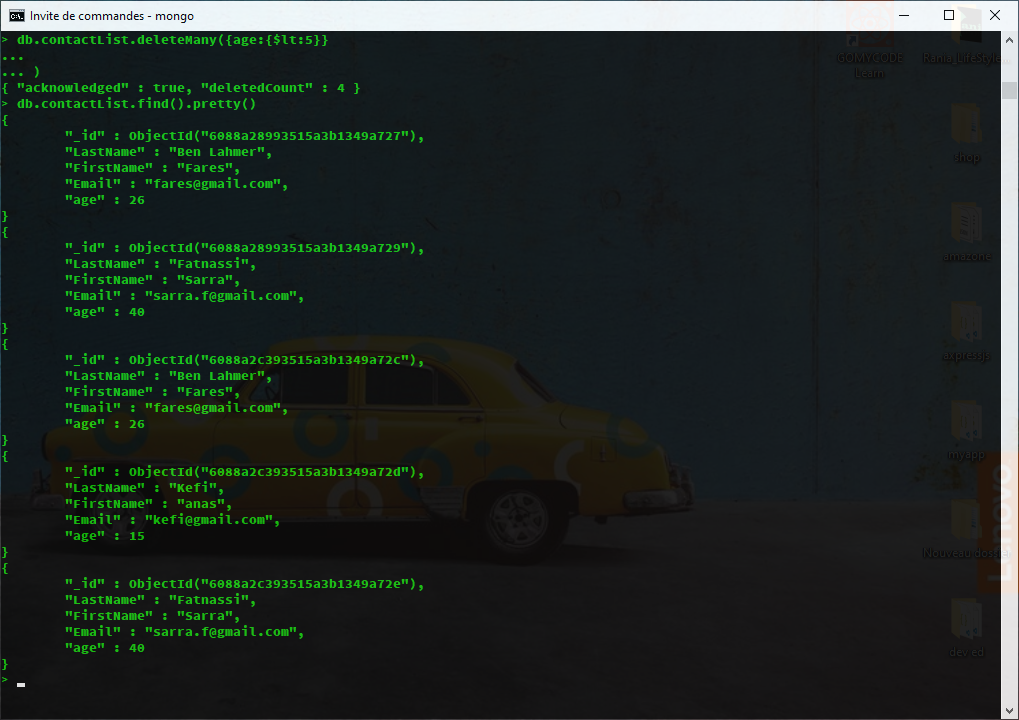 Invite de commandes - mongo
> db.contactList.deleteMany({age:{$lt:5}}
...
... )
{ "acknowledged" : true, "deletedCount" : 4 }
> db.contactList.find().pretty()
{
"_id" : ObjectId("6088a28993515a3b1349a727"),
"LastName" : "Ben Lahmer",
"FirstName" : "Fares",
"Email" : "fares@gmail.com",
"age" : 26
}
{
"_id" : ObjectId("6088a28993515a3b1349a729"),
"LastName" : "Fatnassi",
"FirstName" : "Sarra",
"Email" : "sarra.f@gmail.com",
"age" : 40
}
{
"_id" : ObjectId("6088a2c393515a3b1349a72c"),
"LastName" : "Ben Lahmer",
"FirstName" : "Fares",
"Email" : "fares@gmail.com",
"age" : 26
}
{
"_id" : ObjectId("6088a2c393515a3b1349a72d"),
"LastName" : "Kefi",
"FirstName" : "anas",
"Email" : "kefi@gmail.com",
"age" : 15
}
{
"_id" : ObjectId("6088a2c393515a3b1349a72e"),
"LastName" : "Fatnassi",
"FirstName" : "Sarra",
"Email" : "sarra.f@gmail.com",
"age" : 40
}
>
GOMYCODE
Learn
shop
amazone
myapp
Nouveau dossier
dev ed
Lenovo